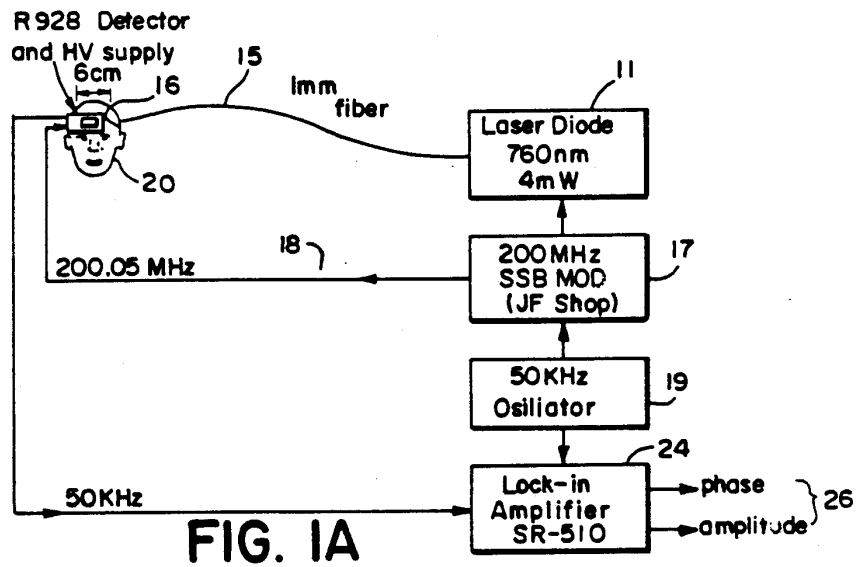 R928 Detector
and HV supply
6cm
16
15
1mm
fiber
11
Laser Diode
760nm
4mW
20
200.05 MHz
18
200MHz
SSB MOD
(JF Shop)
17
50KHz
Osiliator
19
24
50KHz
Lock-in
Amplifier
SR-510
phase
amplitude
26
FIG. 1A